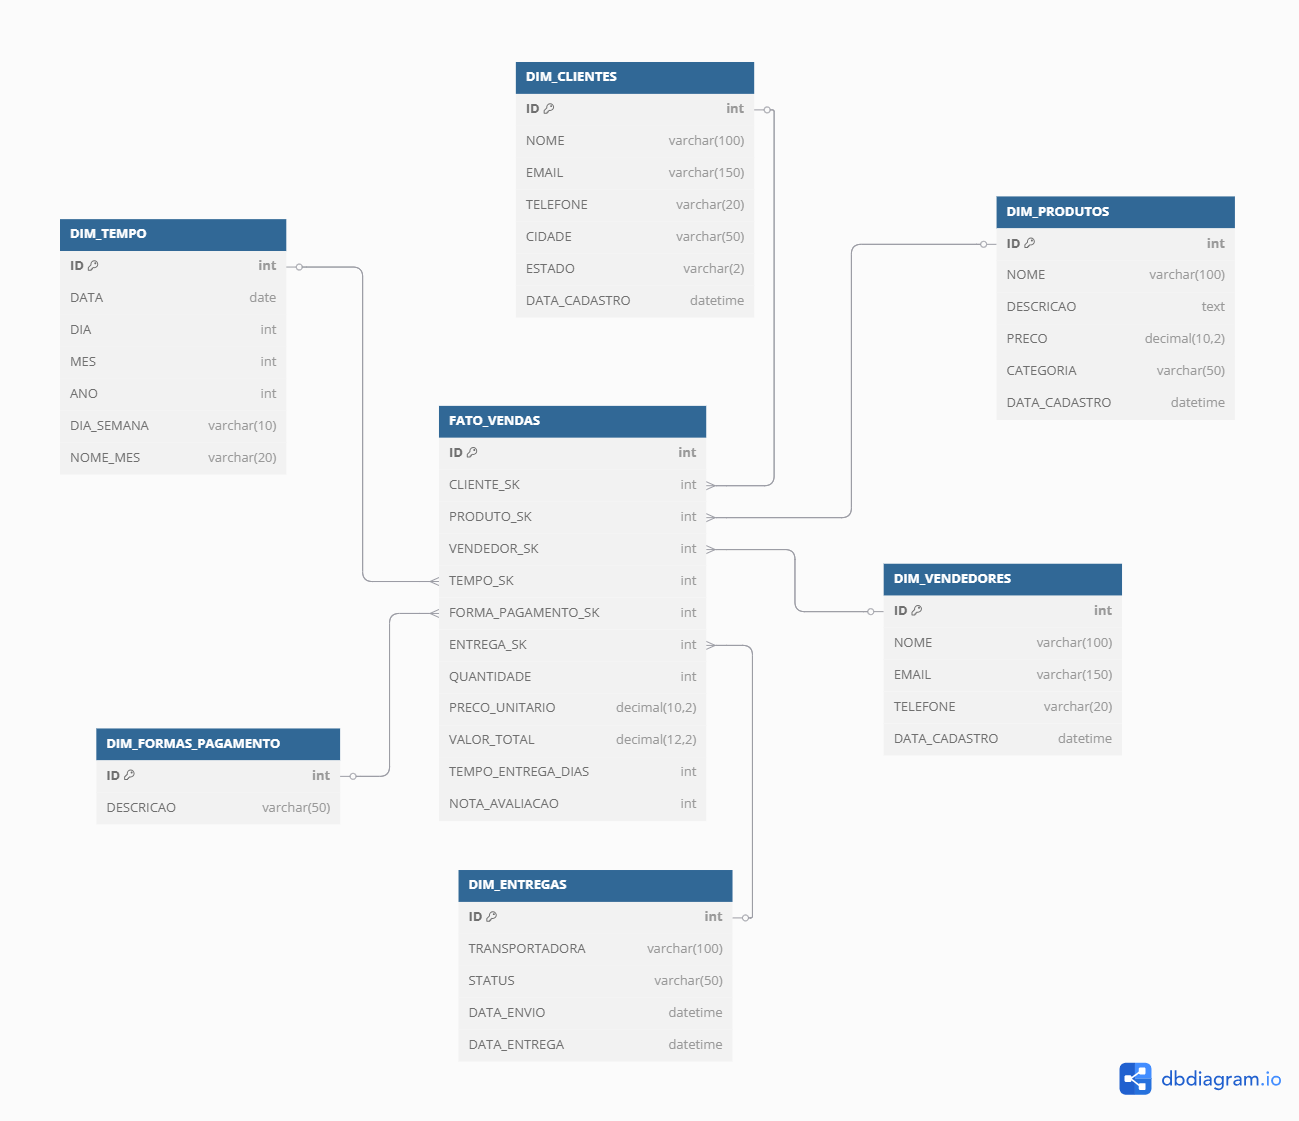 DIM_CLIENTES
ID int
NOME varchar(100)
EMAIL varchar(150)
TELEFONE varchar(20)
CIDADE varchar(50)
ESTADO varchar(2)
DATA_CADASTRO datetime
DIM_PRODUTOS
ID int
NOME varchar(100)
DESCRICAO text
PRECO decimal(10,2)
CATEGORIA varchar(50)
DATA_CADASTRO datetime
DIM_TEMPO
ID int
DATA date
DIA int
MES int
ANO int
DIA_SEMANA varchar(10)
NOME_MES varchar(20)
FATO_VENDAS
ID int
CLIENTE_SK int
PRODUTO_SK int
VENDEDOR_SK int
TEMPO_SK int
FORMA_PAGAMENTO_SK int
ENTREGA_SK int
QUANTIDADE int
PRECO_UNITARIO decimal(10,2)
VALOR_TOTAL decimal(12,2)
TEMPO_ENTREGA_DIAS int
NOTA_AVALIACAO int
DIM_VENDEDORES
ID int
NOME varchar(100)
EMAIL varchar(150)
TELEFONE varchar(20)
DATA_CADASTRO datetime
DIM_FORMAS_PAGAMENTO
ID int
DESCRICAO varchar(50)
DIM_ENTREGAS
ID int
TRANSPORTADORA varchar(100)
STATUS varchar(50)
DATA_ENVIO datetime
DATA_ENTREGA datetime
dbdiagram.io